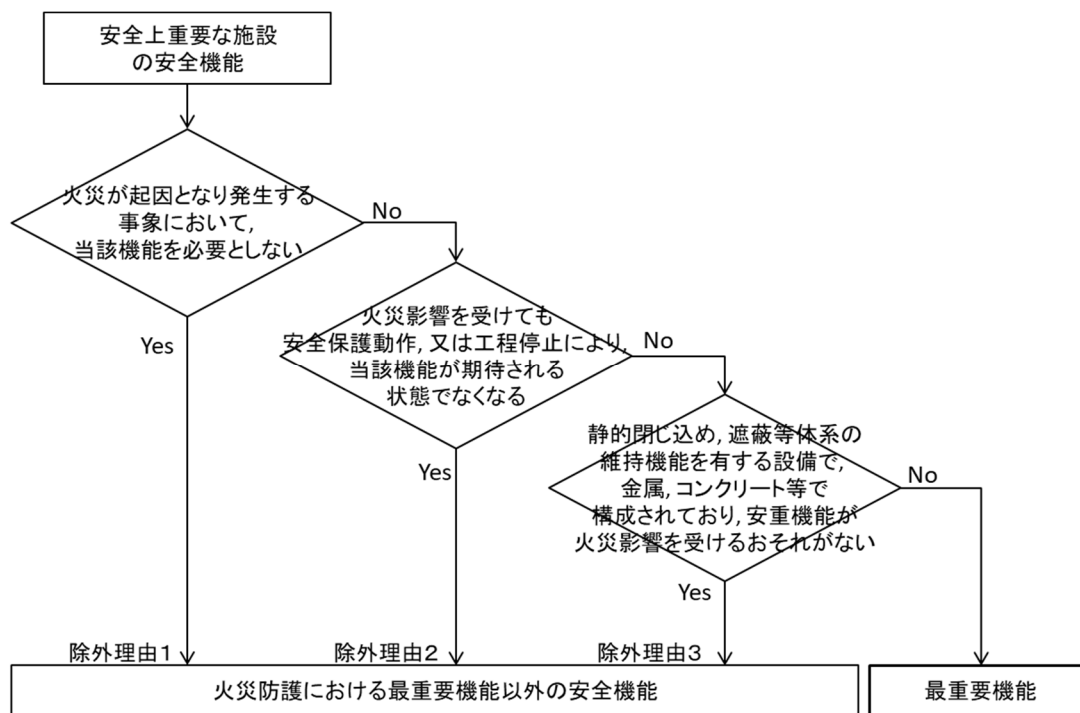 安全上重要な施設
の安全機能
火災が起因となり発生する
事象において,
当該機能を必要としない
No
Yes
火災影響を受けても
安全保護動作, 又は工程停止により,
当該機能が期待される
状態でなくなる
No
Yes
静的閉じ込め, 遮蔽等体系の
維持機能を有する設備で,
金属, コンクリート等で
構成されており, 安重機能が
火災影響を受けるおそれがない
No
Yes
除外理由1
除外理由2
除外理由3
火災防護における最重要機能以外の安全機能
最重要機能